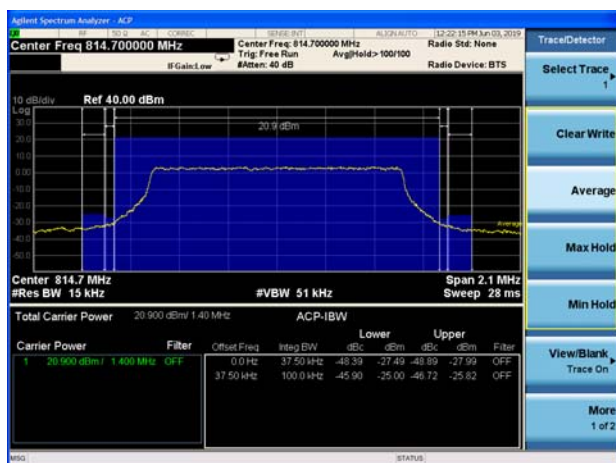 Agilent Spectrum Analyzer - ACP
RF 50 Ω AC CORREC SENSE:INT ALIGN AUTO 12:22:15 PM Jun 03, 2019
Center Freq 814.700000 MHz
Center Freq: 814.700000 MHz
Radio Std: None
Trig: Free Run Avg|Hold:>100/100
IFGain:Low #Atten: 40 dB Radio Device: BTS
10 dB/div Ref 40.00 dBm
Log
30.0
20.0
10.0
0.00
-10.0
-20.0
-30.0
-40.0
-50.0
20.9 dBm
Average
Center 814.7 MHz Span 2.1 MHz
#Res BW 15 kHz #VBW 51 kHz Sweep 28 ms
Total Carrier Power 20.900 dBm/ 1.40 MHz ACP-IBW
Lower Upper
Carrier Power Filter Offset Freq Integ BW dBc dBm dBc dBm Filter
1 20.900 dBm / 1.400 MHz OFF 0.0 Hz 37.50 kHz -48.39 -27.49 -48.89 -27.99 OFF
37.50 kHz 100.0 kHz -45.90 -25.00 -46.72 -25.82 OFF
MSG STATUS
Trace/Detector
Select Trace
1
Clear Write
Average
Max Hold
Min Hold
View/Blank
Trace On
More
1 of 2